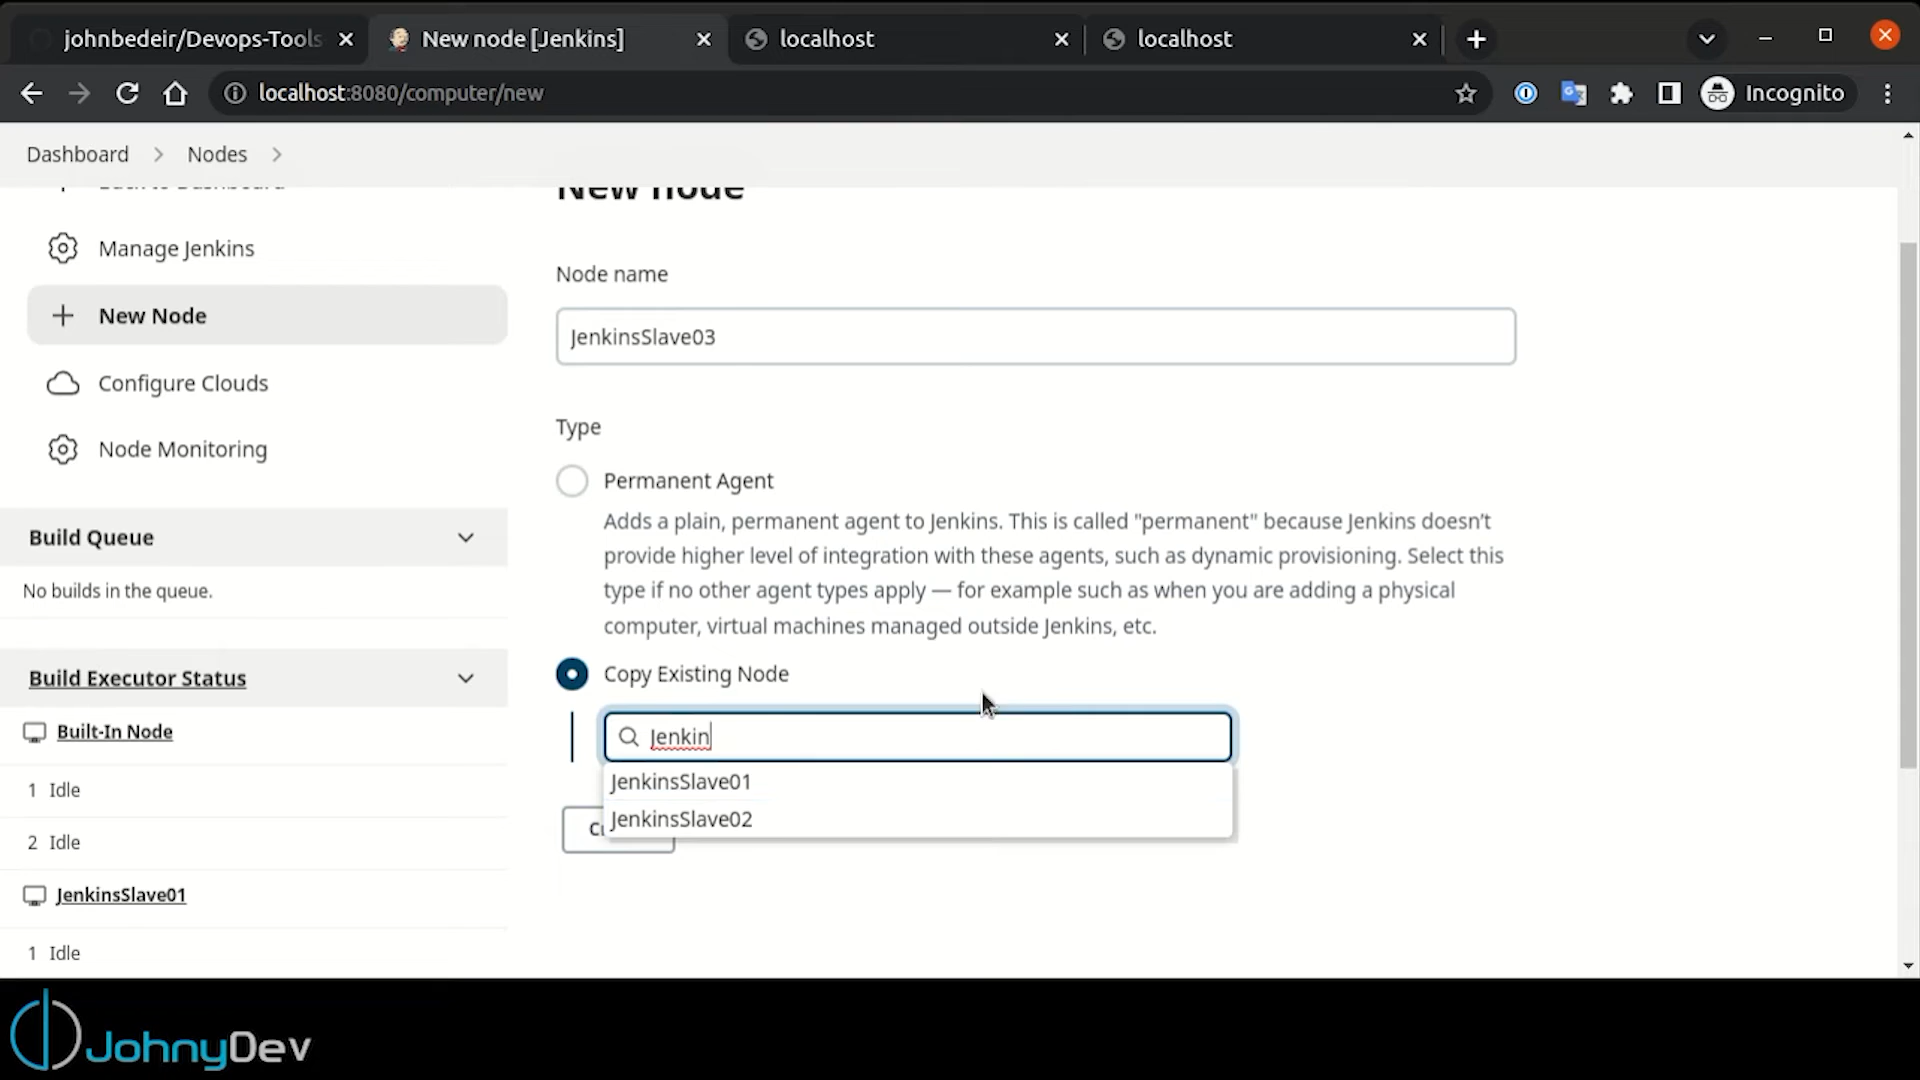 johnbedeir/Devops-Tools
New node [Jenkins]
localhost
localhost
localhost:8080/computer/new
Incognito
Dashboard
Nodes
Back to Dashboard
New node
Manage Jenkins
New Node
Configure Clouds
Node Monitoring
Build Queue
No builds in the queue.
Build Executor Status
Built-In Node
1 Idle
2 Idle
JenkinsSlave01
1 Idle
Node name
JenkinsSlave03
Type
Permanent Agent
Adds a plain, permanent agent to Jenkins. This is called "permanent" because Jenkins doesn't
provide higher level of integration with these agents, such as dynamic provisioning. Select this
type if no other agent types apply — for example such as when you are adding a physical
computer, virtual machines managed outside Jenkins, etc.
Copy Existing Node
Jenkin
JenkinsSlave01
JenkinsSlave02
JohnyDev